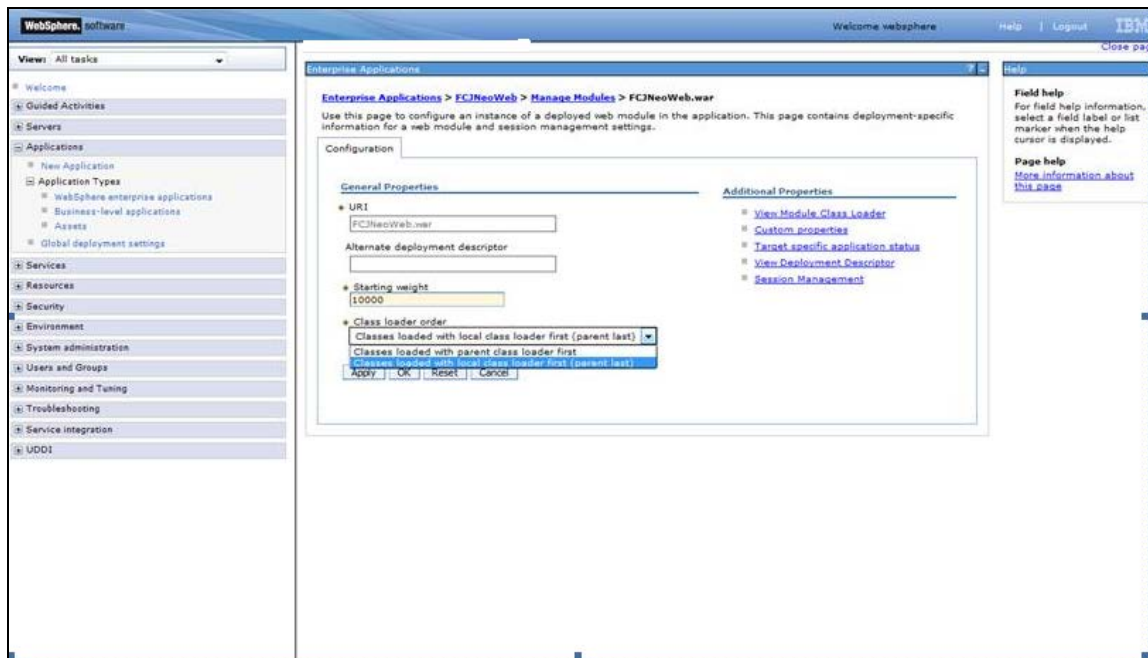 WebSphere. software
Welcome websphere
Help | Logout
IBM
Close pag
View: All tasks
Welcome
Guided Activities
Servers
Applications
New Application
Application Types
WebSphere enterprise applications
Business-level applications
Assets
Global deployment settings
Services
Resources
Security
Environment
System administration
Users and Groups
Monitoring and Tuning
Troubleshooting
Service integration
UDDI
Enterprise Applications
? -
Enterprise Applications > FCJNeoWeb > Manage Modules > FCJNeoWeb.war
Use this page to configure an instance of a deployed web module in the application. This page contains deployment-specific
information for a web module and session management settings.
Configuration
General Properties
URI
FCJNeoWeb.war
Alternate deployment descriptor
Starting weight
10000
Class loader order
Classes loaded with local class loader first (parent last)
Classes loaded with parent class loader first
Classes loaded with local class loader first (parent last)
Apply OK Reset Cancel
Additional Properties
View Module Class Loader
Custom properties
Target specific application status
View Deployment Descriptor
Session Management
Help
Field help
For field help information,
select a field label or list
marker when the help
cursor is displayed.
Page help
More information about
this page